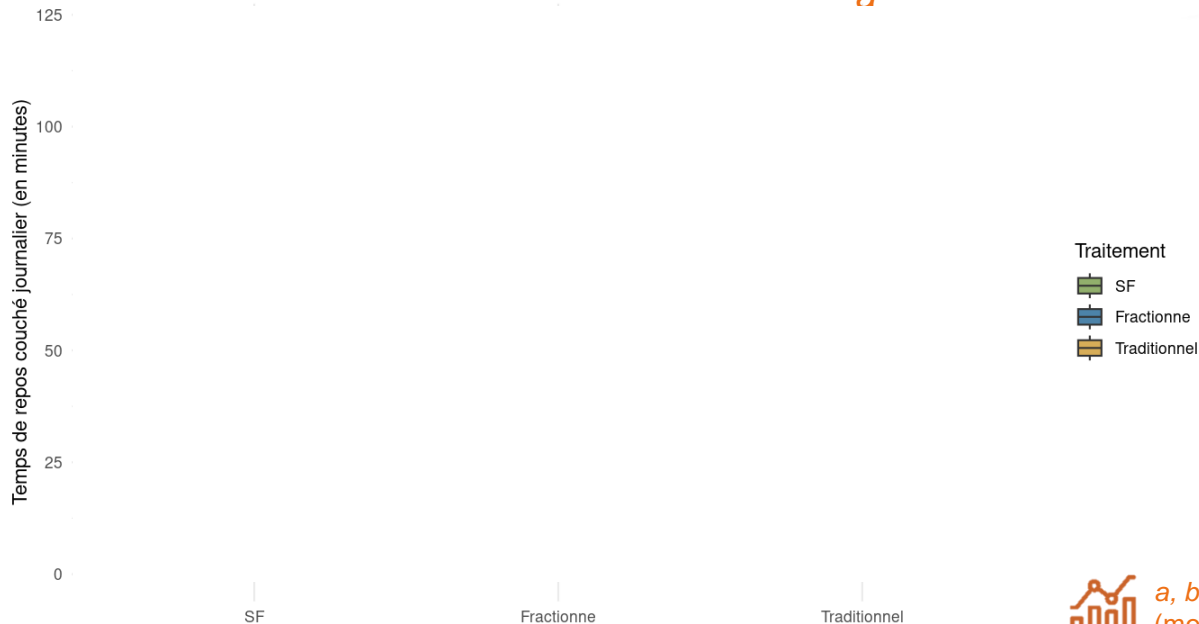 125
100
75
50
25
0
Temps de repos couché journalier (en minutes)
SF
Fractionne
Traditionnel
Traitement
SF
Fractionne
Traditionnel
a, b